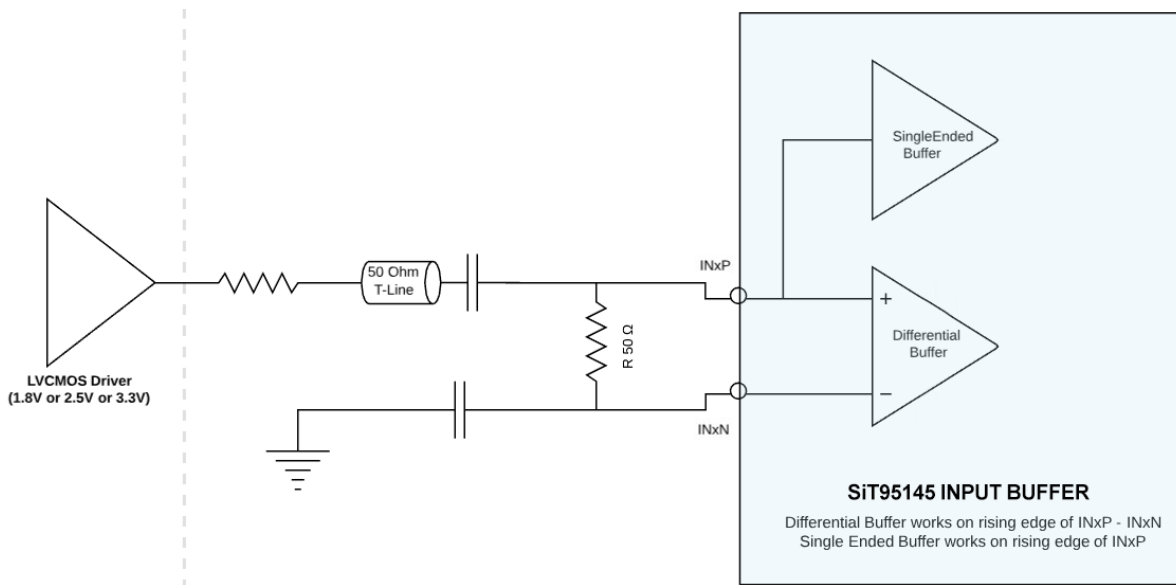 SingleEnded
Buffer
INxP
50 Ohm
T-Line
+
Differential
Buffer
R 50 Ω
LVCMOS Driver
(1.8V or 2.5V or 3.3V)
−
INxN
SiT95145 INPUT BUFFER
Differential Buffer works on rising edge of INxP - INxN
Single Ended Buffer works on rising edge of INxP